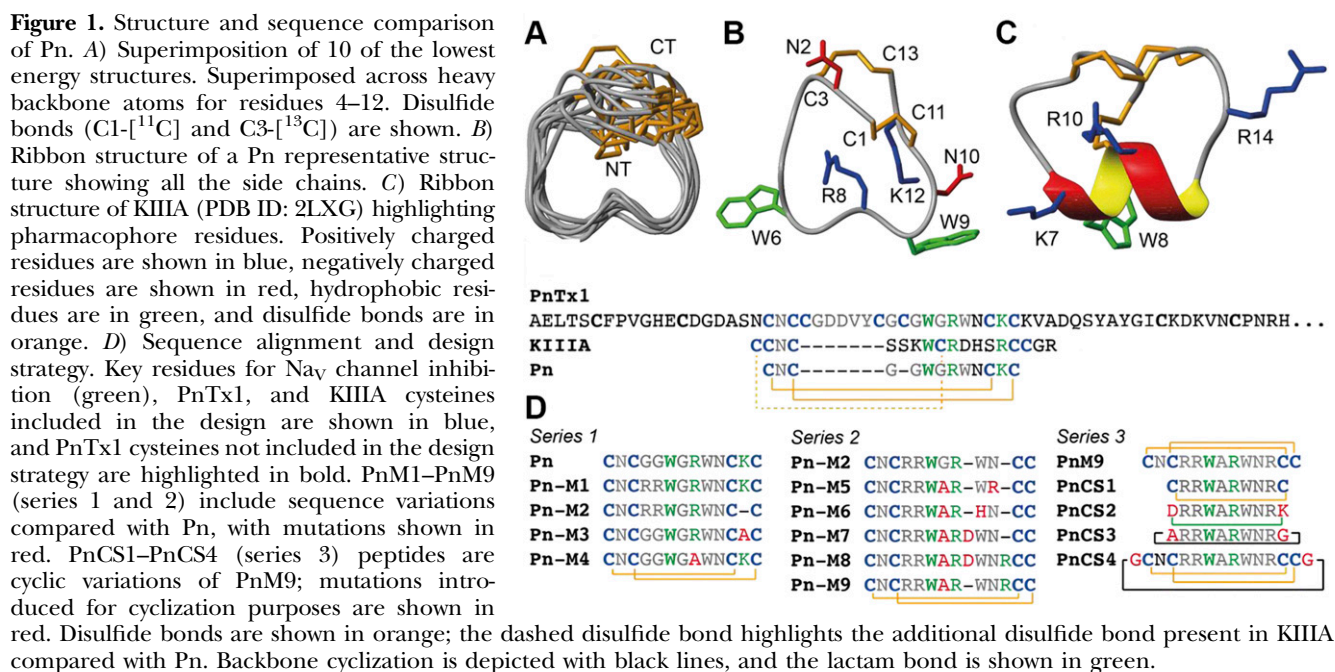 Figure 1. Structure and sequence comparison
of Pn. A) Superimposition of 10 of the lowest
energy structures. Superimposed across heavy
backbone atoms for residues 4–12. Disulfide
bonds (C1-[¹¹C] and C3-[¹³C]) are shown. B)
Ribbon structure of a Pn representative struc-
ture showing all the side chains. C) Ribbon
structure of KIIIA (PDB ID: 2LXG) highlighting
pharmacophore residues. Positively charged
residues are shown in blue, negatively charged
residues are shown in red, hydrophobic resi-
dues are in green, and disulfide bonds are in
orange. D) Sequence alignment and design
strategy. Key residues for NaV channel inhibi-
tion (green), PnTx1, and KIIIA cysteines
included in the design are shown in blue,
and PnTx1 cysteines not included in the design
strategy are highlighted in bold. PnM1–PnM9
(series 1 and 2) include sequence variations
compared with Pn, with mutations shown in
red. PnCS1–PnCS4 (series 3) peptides are
cyclic variations of PnM9; mutations intro-
duced for cyclization purposes are shown in
red. Disulfide bonds are shown in orange; the dashed disulfide bond highlights the additional disulfide bond present in KIIIA
compared with Pn. Backbone cyclization is depicted with black lines, and the lactam bond is shown in green.
A
CT
NT
B
N2
C13
C3
C11
C1
N10
R8
K12
W6
W9
C
R10
R14
K7
W8
PnTx1
AELTSCFPVGHECDGDASNCNCCGDDVYCGCGWGRWNCKCKVADQSYAYGICKDKVNCPNRH...
KIIIA
CCNC-------SSKWCRDHSRCCGR
Pn
CNC-------G-GWGRWNCKC
D
Series 1
Pn CNCGGWGRWNCKC
Pn-M1 CNCRRWGRWNCKC
Pn-M2 CNCRRWGRWNC-C
Pn-M3 CNCRRWGRWNCAC
Pn-M4 CNCGGWGAWNCKC
Series 2
Pn-M2 CNCRRWGR-WN-CC
Pn-M5 CNCRRWAR-WR-CC
Pn-M6 CNCRRWGR-HN-CC
Pn-M7 CNCRRWARDWN-CC
Pn-M8 CNCRRWARDWNRCC
Pn-M9 CNCRRWAR-WNRCC
Series 3
PnM9 CNCRRWARWNRCC
PnCS1 CRRWARWNRC
PnCS2 DRRWARWNRK
PnCS3 ARRWARWNRG
PnCS4 GCNCRRWARWNRCCG